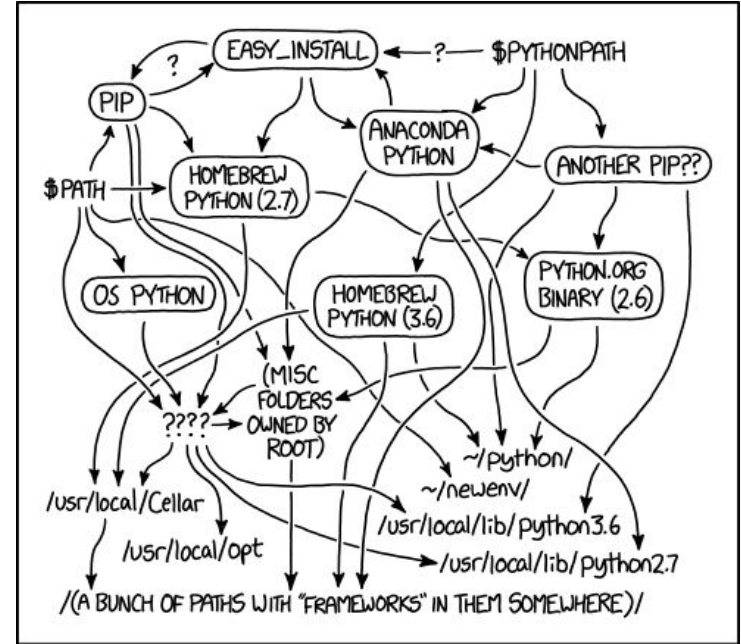 EASY_INSTALL
?
$PYTHONPATH
?
PIP
ANACONDA
PYTHON
ANOTHER PIP??
HOMEBREW
PYTHON (2.7)
$PATH
OS PYTHON
HOMEBREW
PYTHON (3.6)
PYTHON.ORG
BINARY (2.6)
(MISC
FOLDERS
OWNED BY
ROOT)
????
~/python/
~/newenv/
/usr/local/Cellar
/usr/local/lib/python3.6
/usr/local/opt
/usr/local/lib/python2.7
/(A BUNCH OF PATHS WITH "FRAMEWORKS" IN THEM SOMEWHERE)/